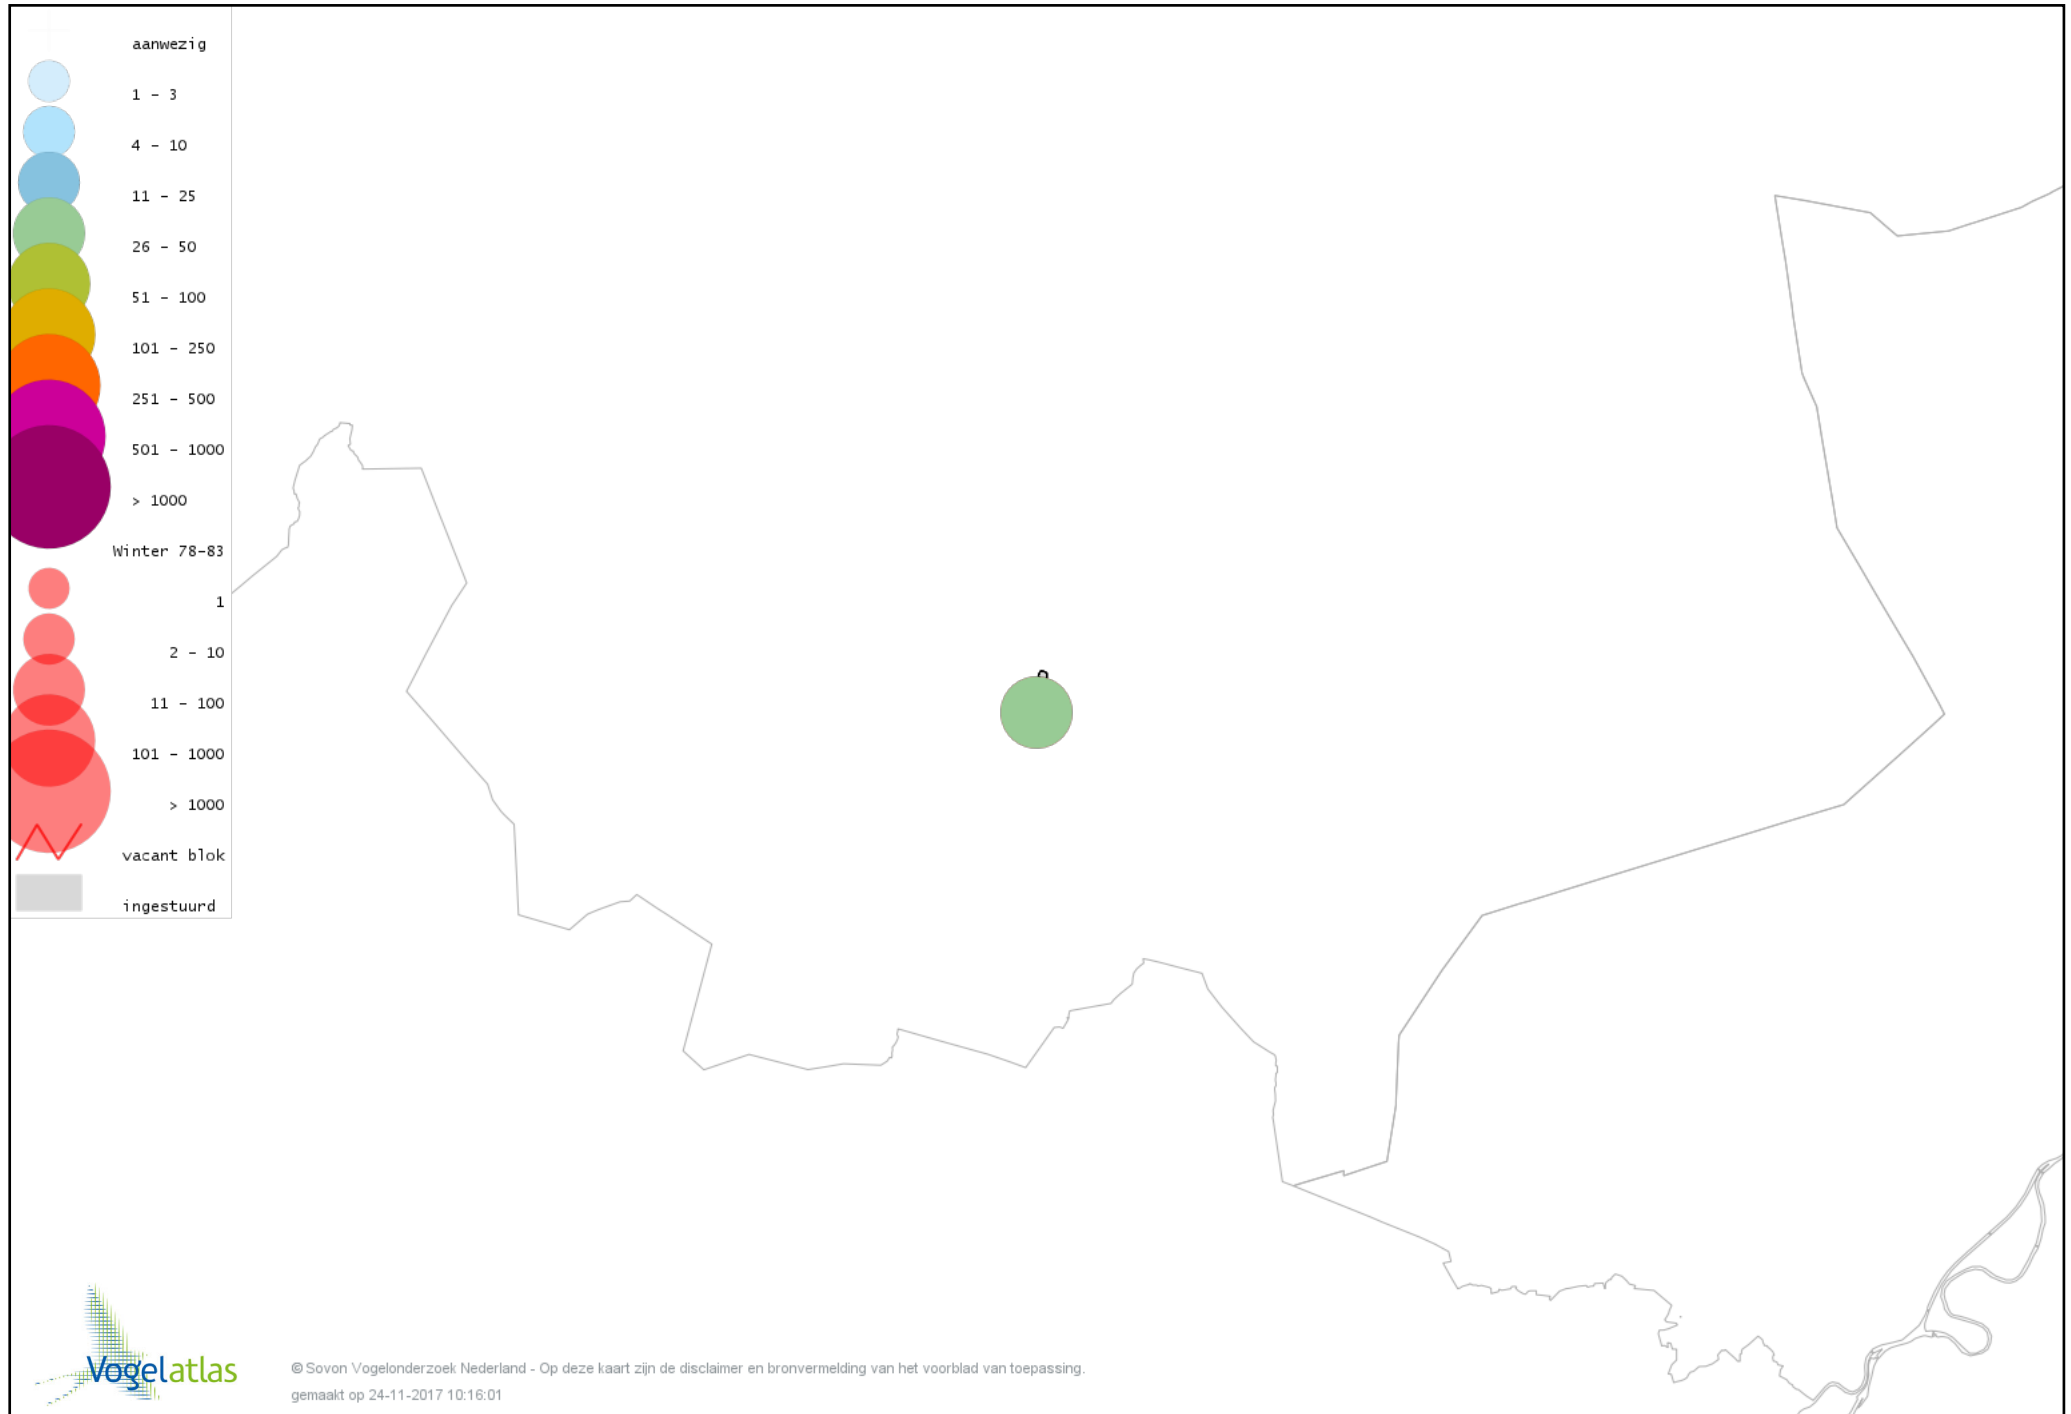 aanwezig
1 - 3
4 - 10
11 - 25
26 - 50
51 - 100
101 - 250
251 - 500
501 - 1000
> 1000
Winter 78-83
1
2 - 10
11 - 100
101 - 1000
> 1000
vacant blok
ingestuurd
Vogelatlas
© Sovon Vogelonderzoek Nederland - Op deze kaart zijn de disclaimer en bronvermelding van het voorblad van toepassing.
gemaakt op 24-11-2017 10:16:01